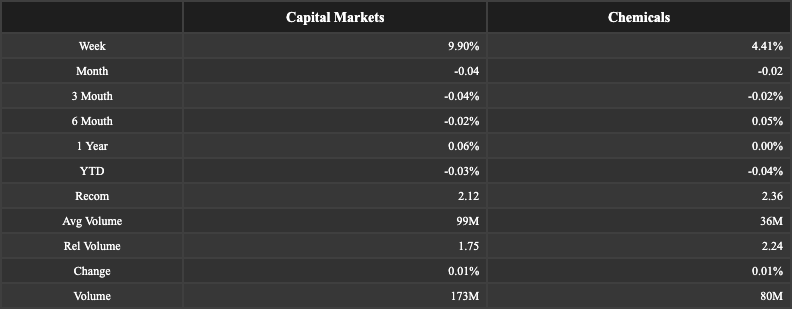 Capital Markets Chemicals
Week 9.90% 4.41%
Month -0.04 -0.02
3 Mouth -0.04% -0.02%
6 Mouth -0.02% 0.05%
1 Year 0.06% 0.00%
YTD -0.03% -0.04%
Recom 2.12 2.36
Avg Volume 99M 36M
Rel Volume 1.75 2.24
Change 0.01% 0.01%
Volume 173M 80M